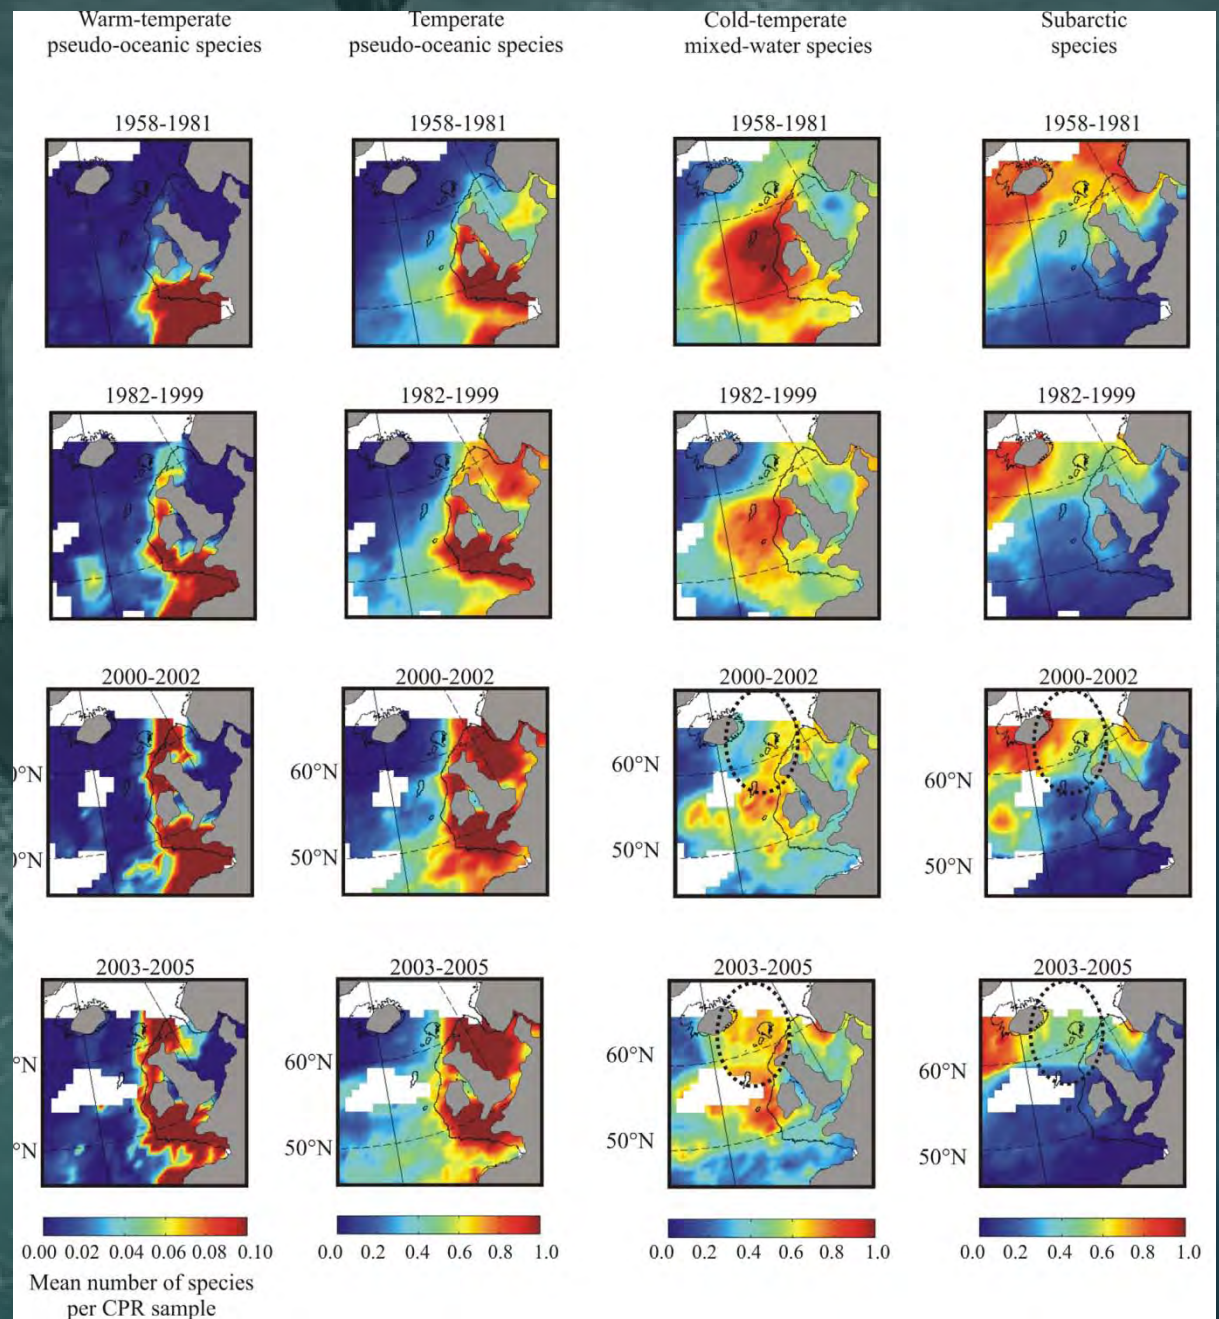 Warm-temperate
pseudo-oceanic species
Temperate
pseudo-oceanic species
Cold-temperate
mixed-water species
Subarctic
species
1958-1981
1958-1981
1958-1981
1958-1981
1982-1999
1982-1999
1982-1999
1982-1999
2000-2002
2000-2002
2000-2002
2000-2002
0°N
60°N
60°N
60°N
0°N
50°N
50°N
50°N
2003-2005
2003-2005
2003-2005
2003-2005
°N
60°N
60°N
60°N
0°N
50°N
50°N
50°N
0.00 0.04 0.06 0.10
0.0 0.2 0.4 0.6 0.8 1.0
0.0 0.2 0.4 0.6 0.8 1.0
0.0 0.2 0.4 0.6 0.8 1.0
Mean number of species
per CPR sample